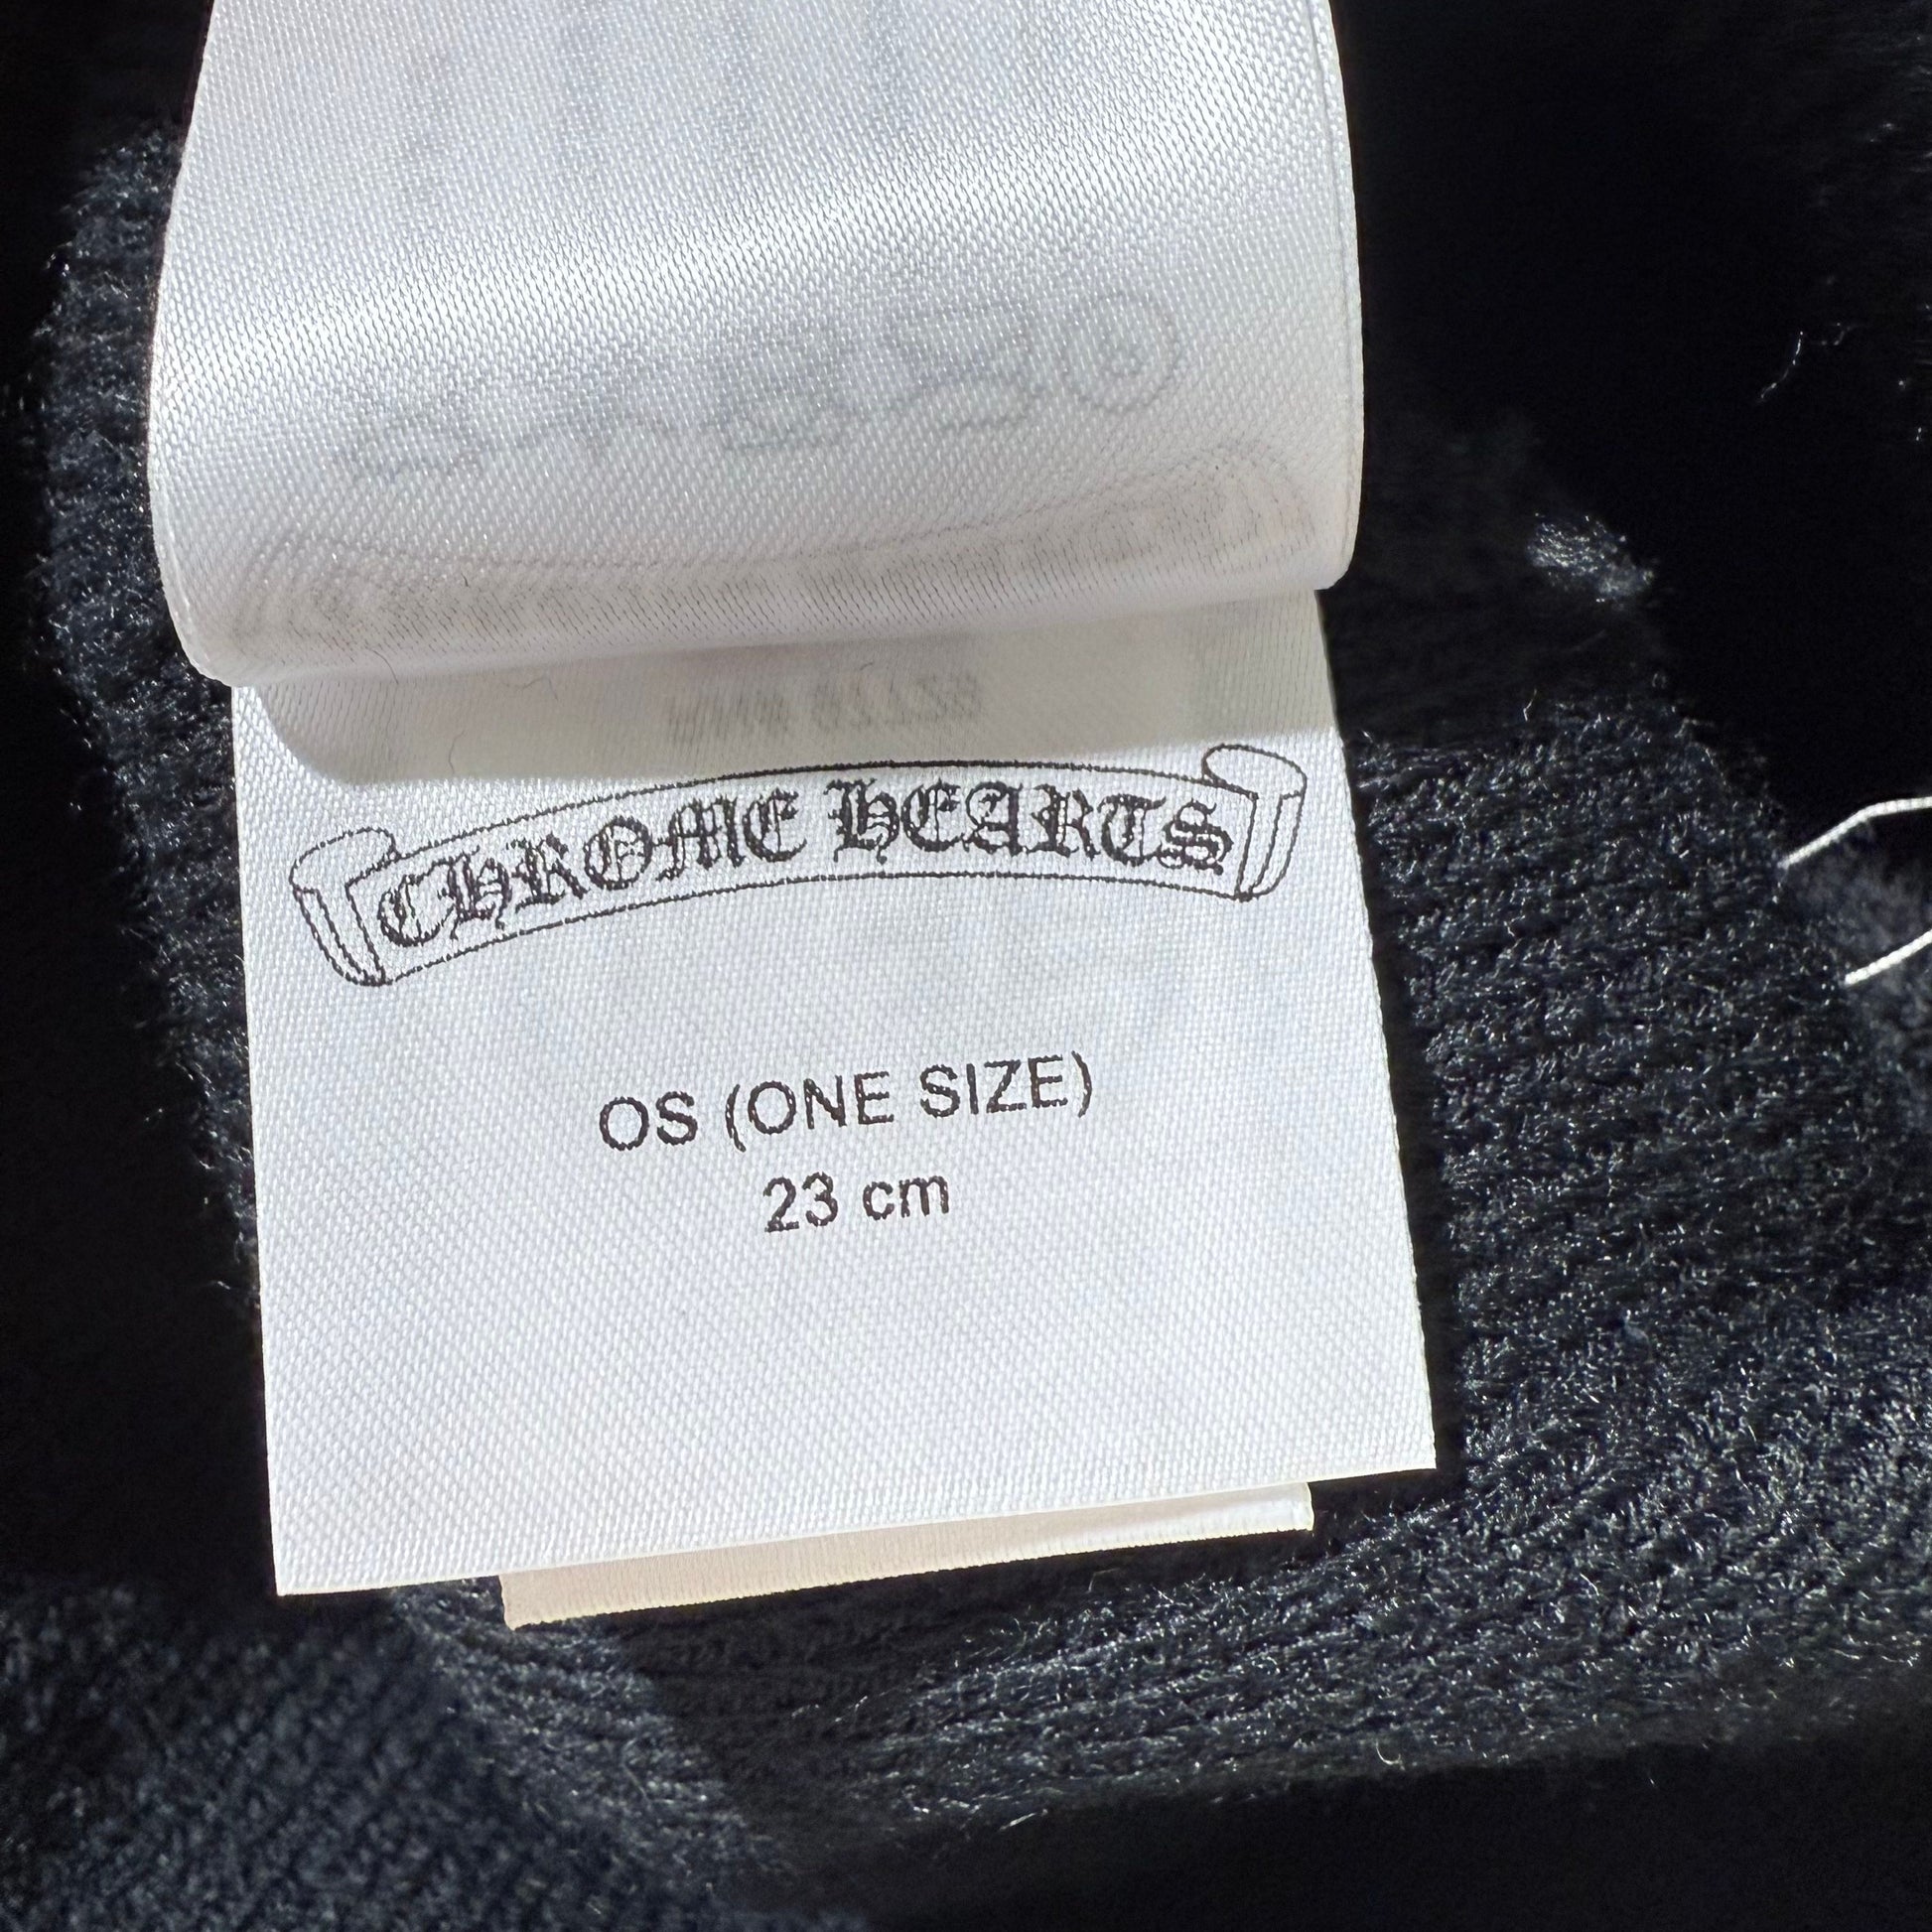 CHROME HEARTS
OS (ONE SIZE)
23 cm